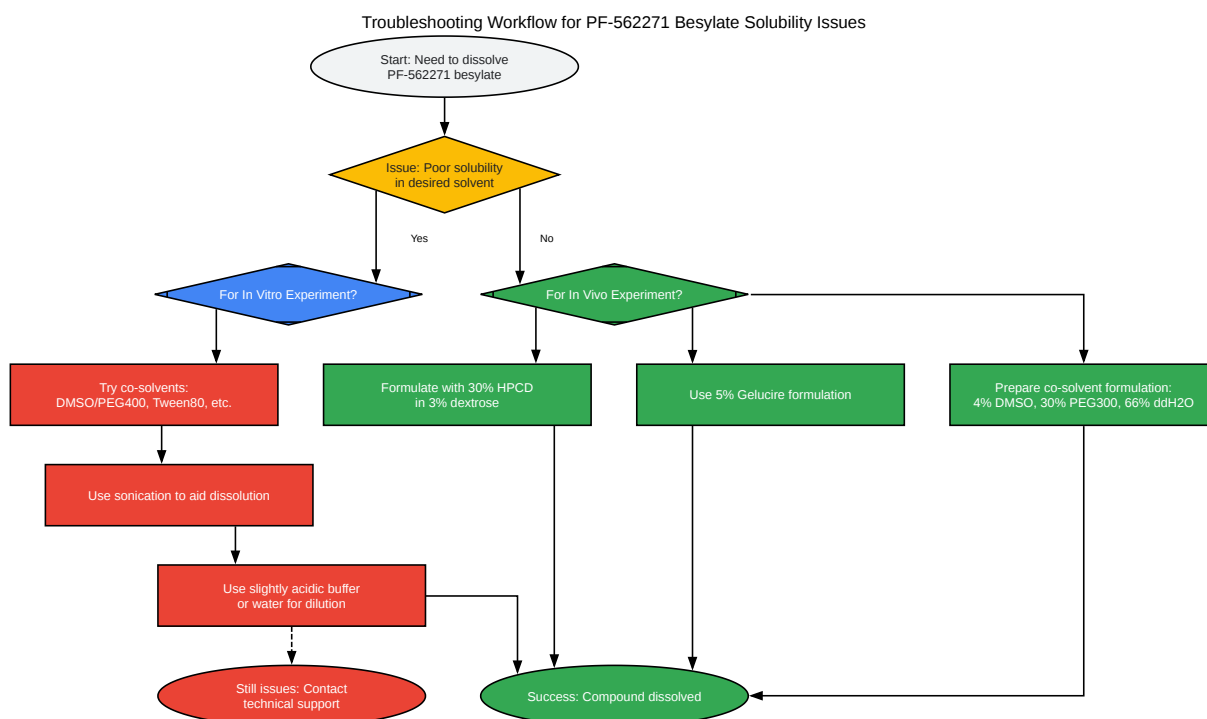 Troubleshooting Workflow for PF-562271 Besylate Solubility Issues
Start: Need to dissolve
PF-562271 besylate
Issue: Poor solubility
in desired solvent
Yes
No
For In Vitro Experiment?
For In Vivo Experiment?
Try co-solvents:
DMSO/PEG400, Tween80, etc.
Formulate with 30% HPCD
in 3% dextrose
Use 5% Gelucire formulation
Prepare co-solvent formulation:
4% DMSO, 30% PEG300, 66% ddH2O
Use sonication to aid dissolution
Use slightly acidic buffer
or water for dilution
Still issues: Contact
technical support
Success: Compound dissolved